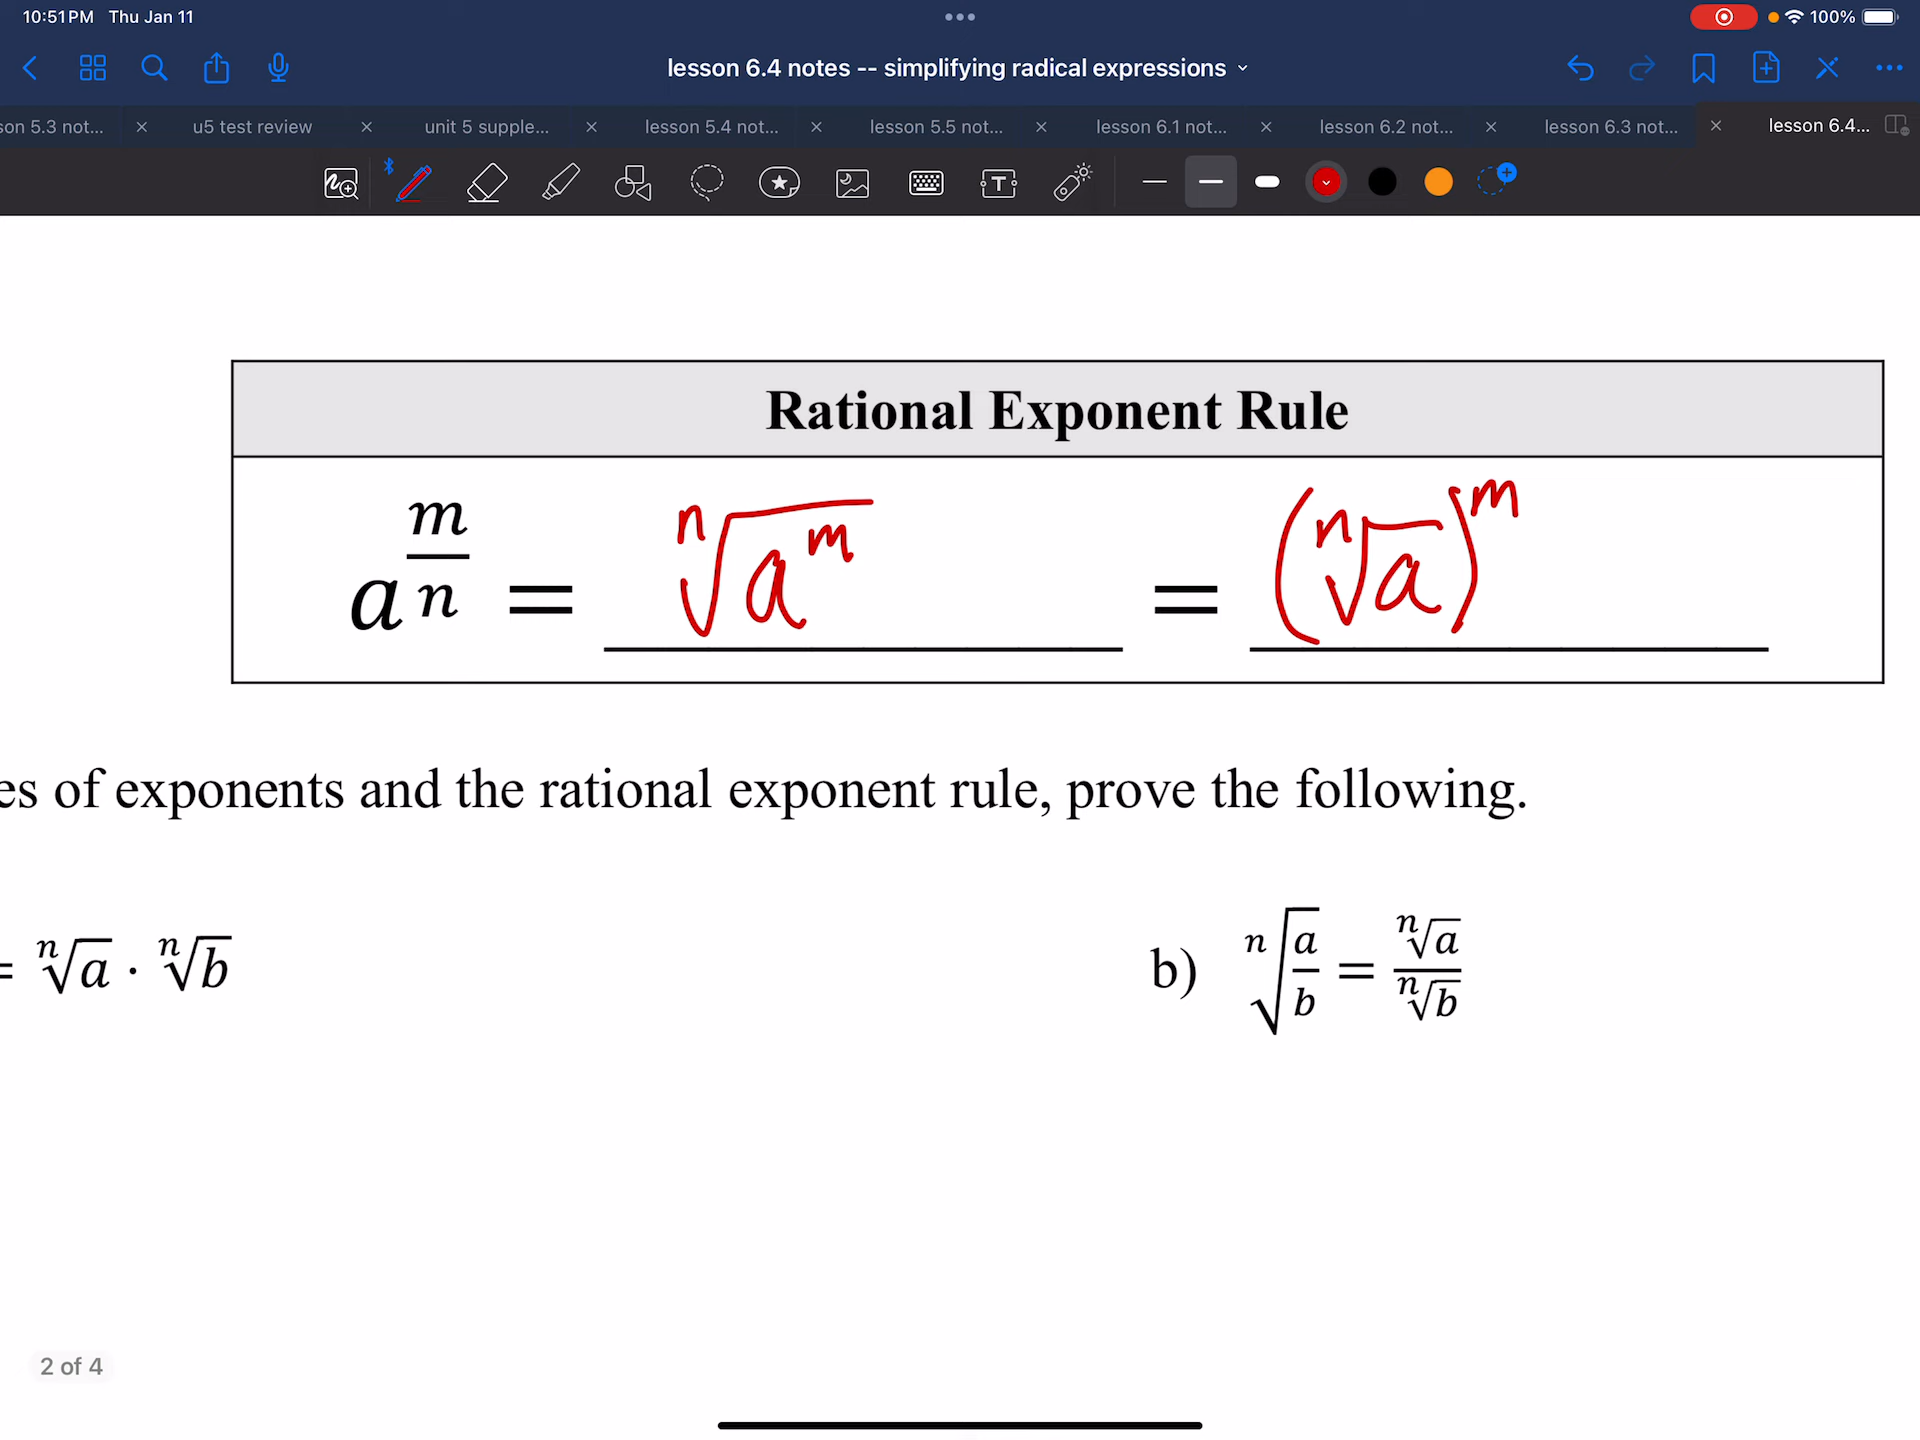 10:51 PM Thu Jan 11
100%
lesson 6.4 notes -- simplifying radical expressions
son 5.3 not... u5 test review unit 5 supple... lesson 5.4 not... lesson 5.5 not... lesson 6.1 not... lesson 6.2 not... lesson 6.3 not... lesson 6.4...
T
Rational Exponent Rule
a^(m/n) = ⁿ√(a^m) = (ⁿ√a)^m
es of exponents and the rational exponent rule, prove the following.
= ⁿ√a · ⁿ√b
b) ⁿ√(a/b) = ⁿ√a / ⁿ√b
2 of 4